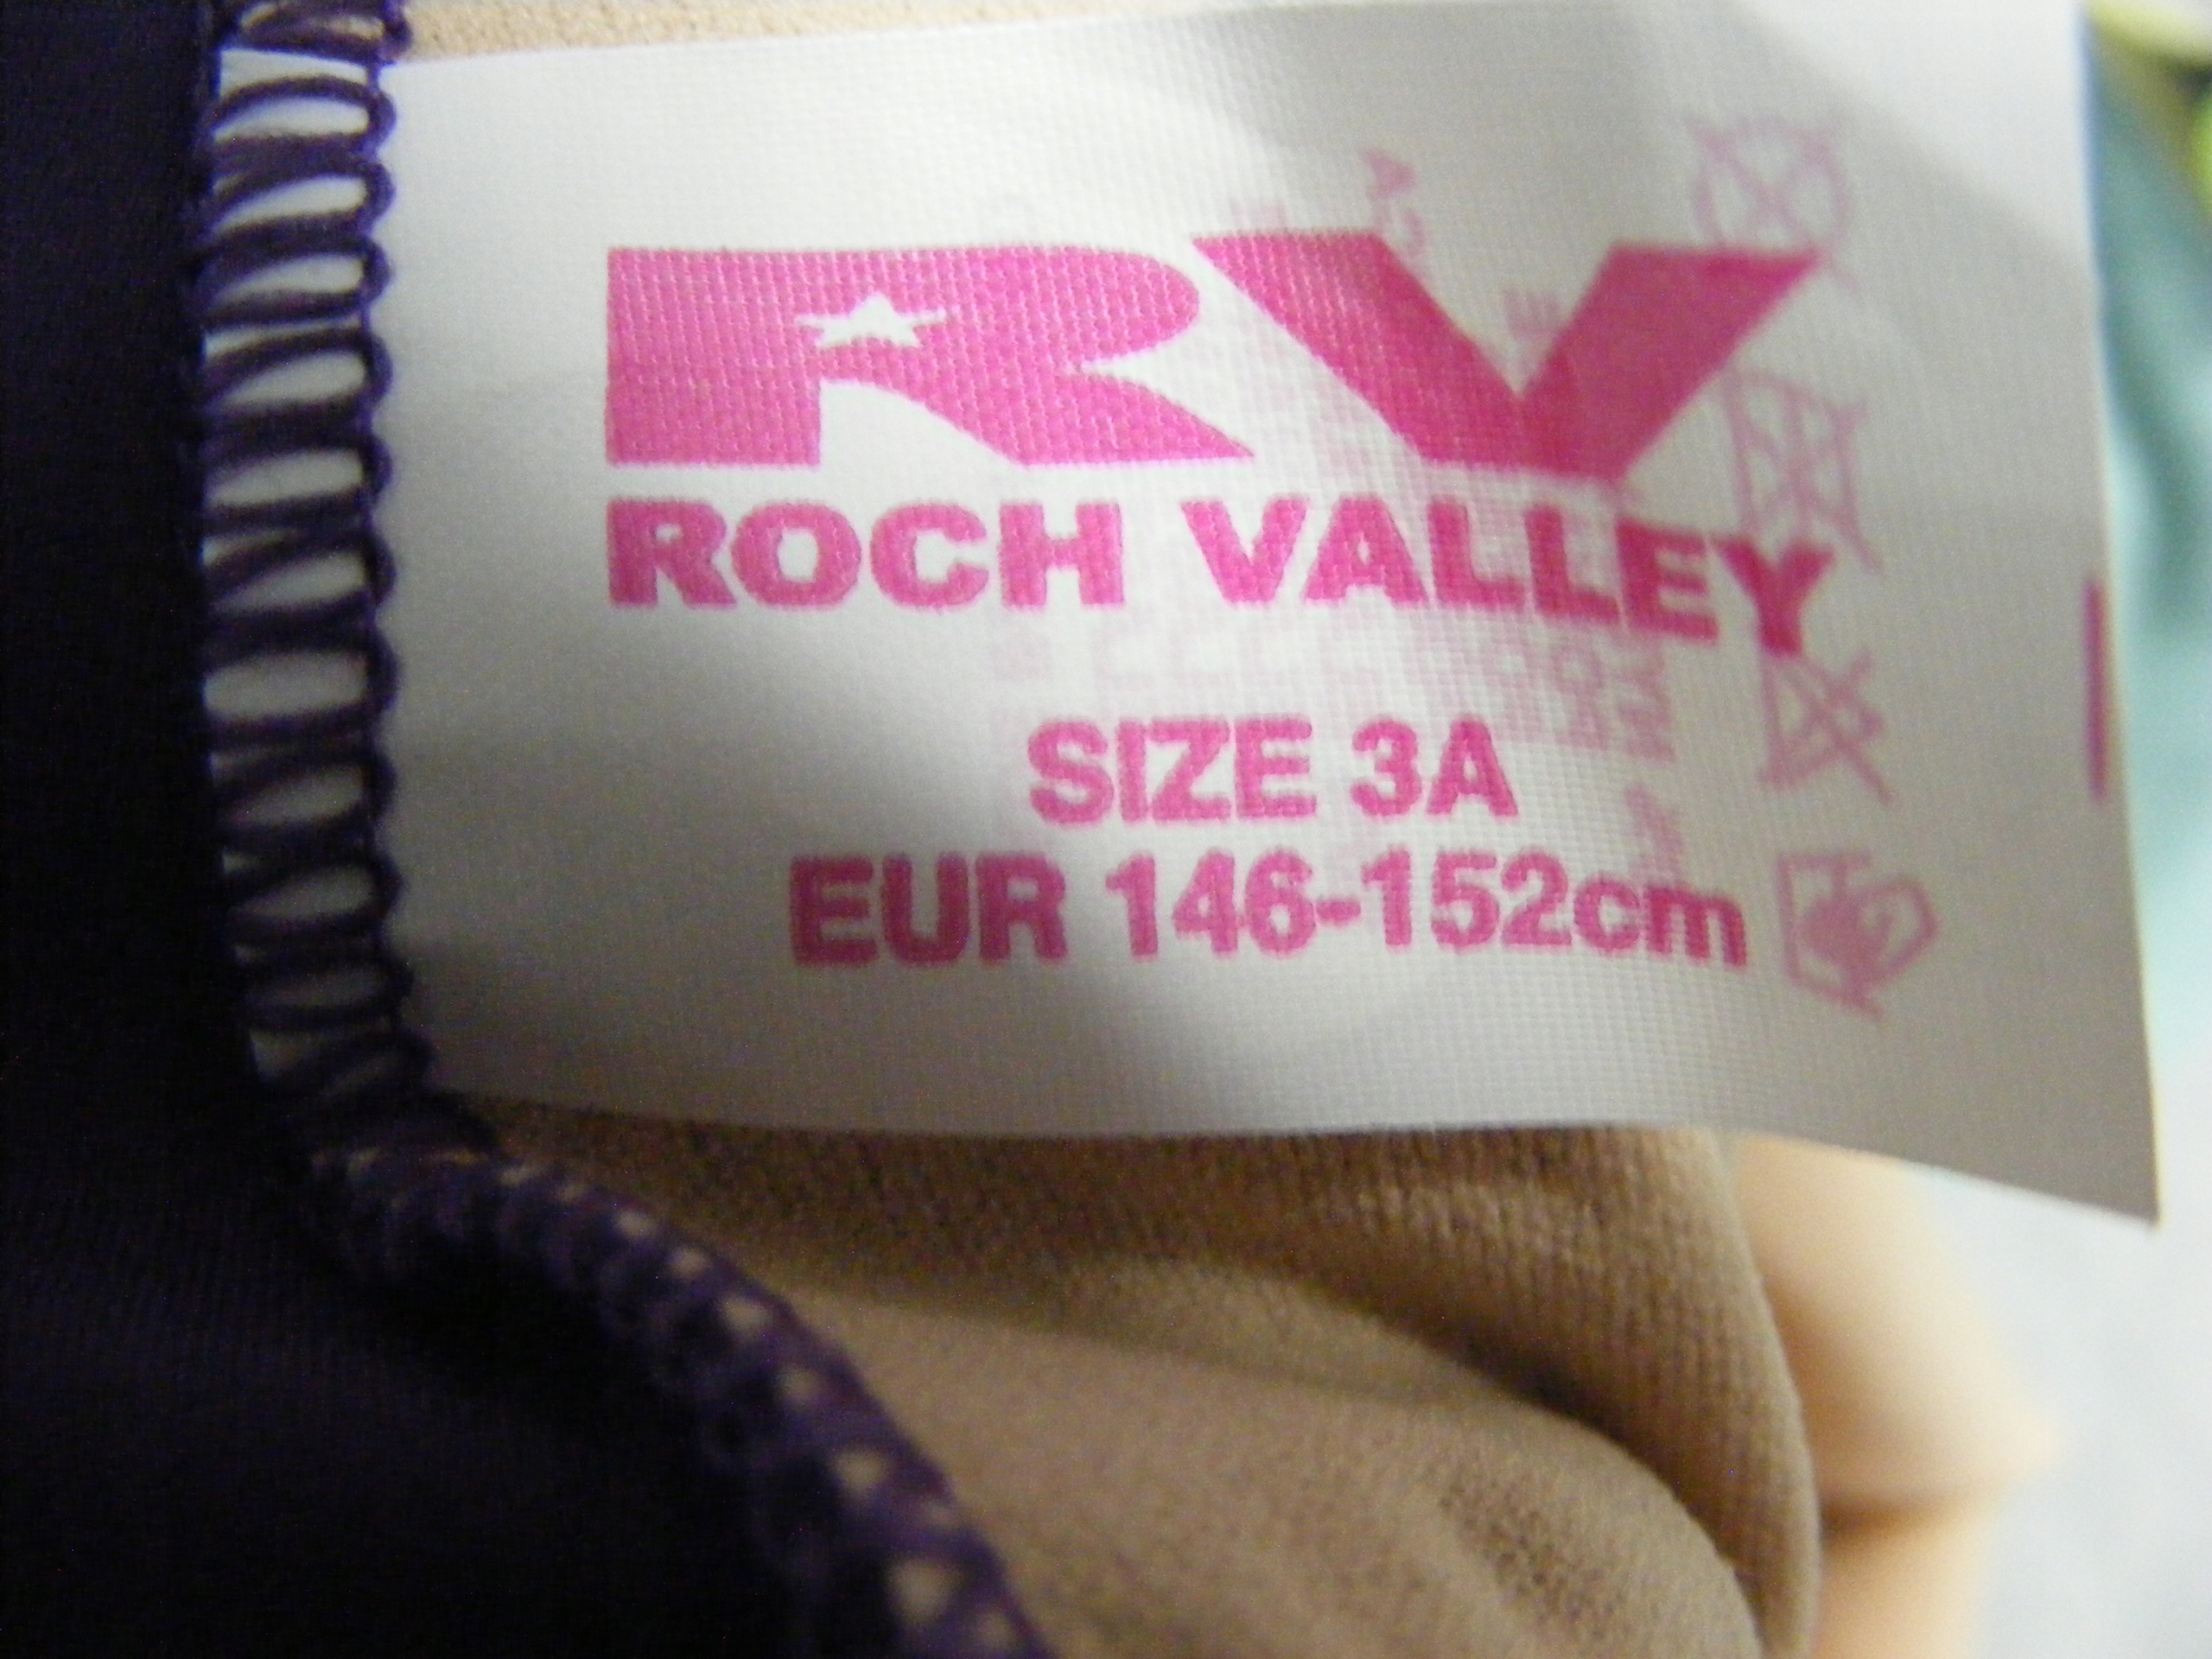 RV
ROCH VALLEY
SIZE 3A
EUR 146-152cm